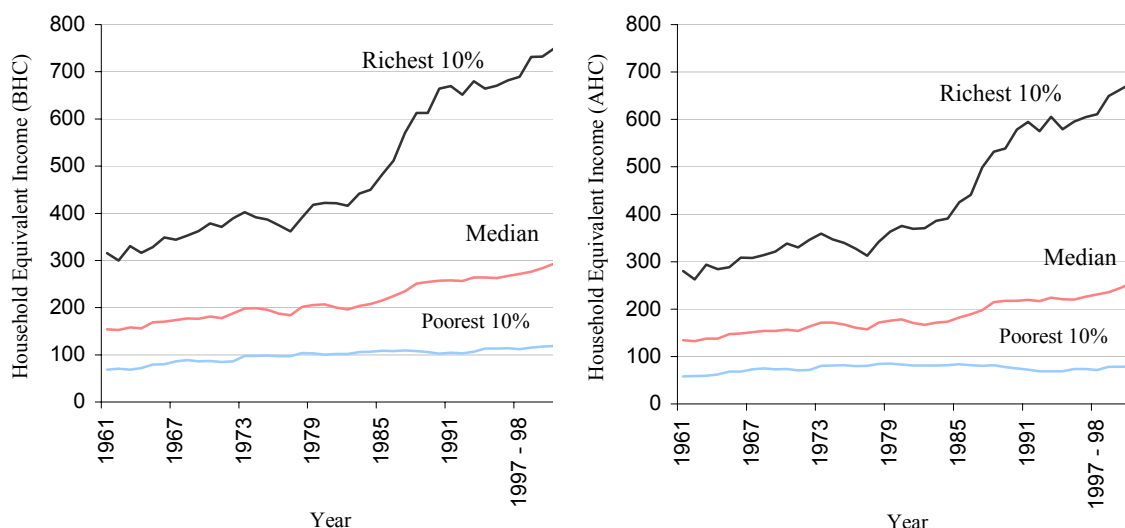 800
700
600
500
400
300
200
100
0
Household Equivalent Income (BHC)
Richest 10%
Median
Poorest 10%
1961
1967
1973
1979
1985
1991
1997 - 98
Year
800
700
600
500
400
300
200
100
0
Household Equivalent Income (AHC)
Richest 10%
Median
Poorest 10%
1961
1967
1973
1979
1985
1991
1997 - 98
Year